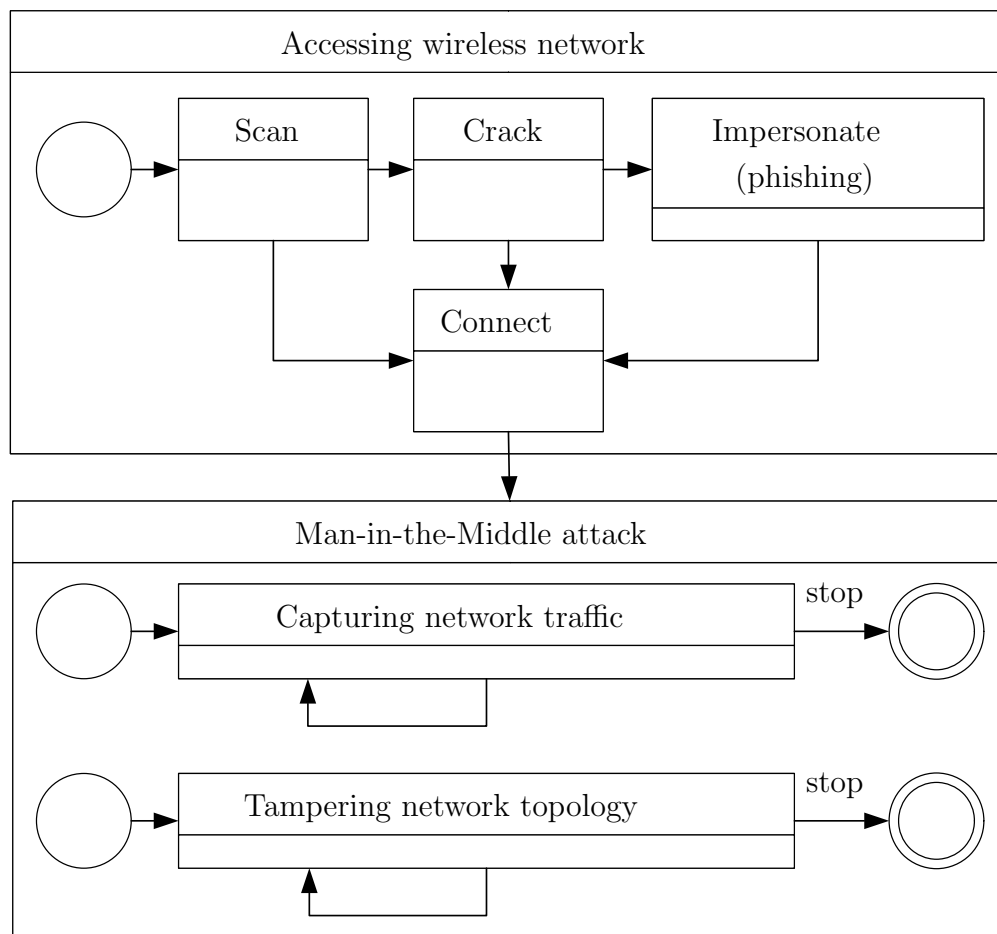 Accessing wireless network
Scan
Crack
Impersonate
(phishing)
Connect
Man-in-the-Middle attack
Capturing network traffic
stop
Tampering network topology
stop